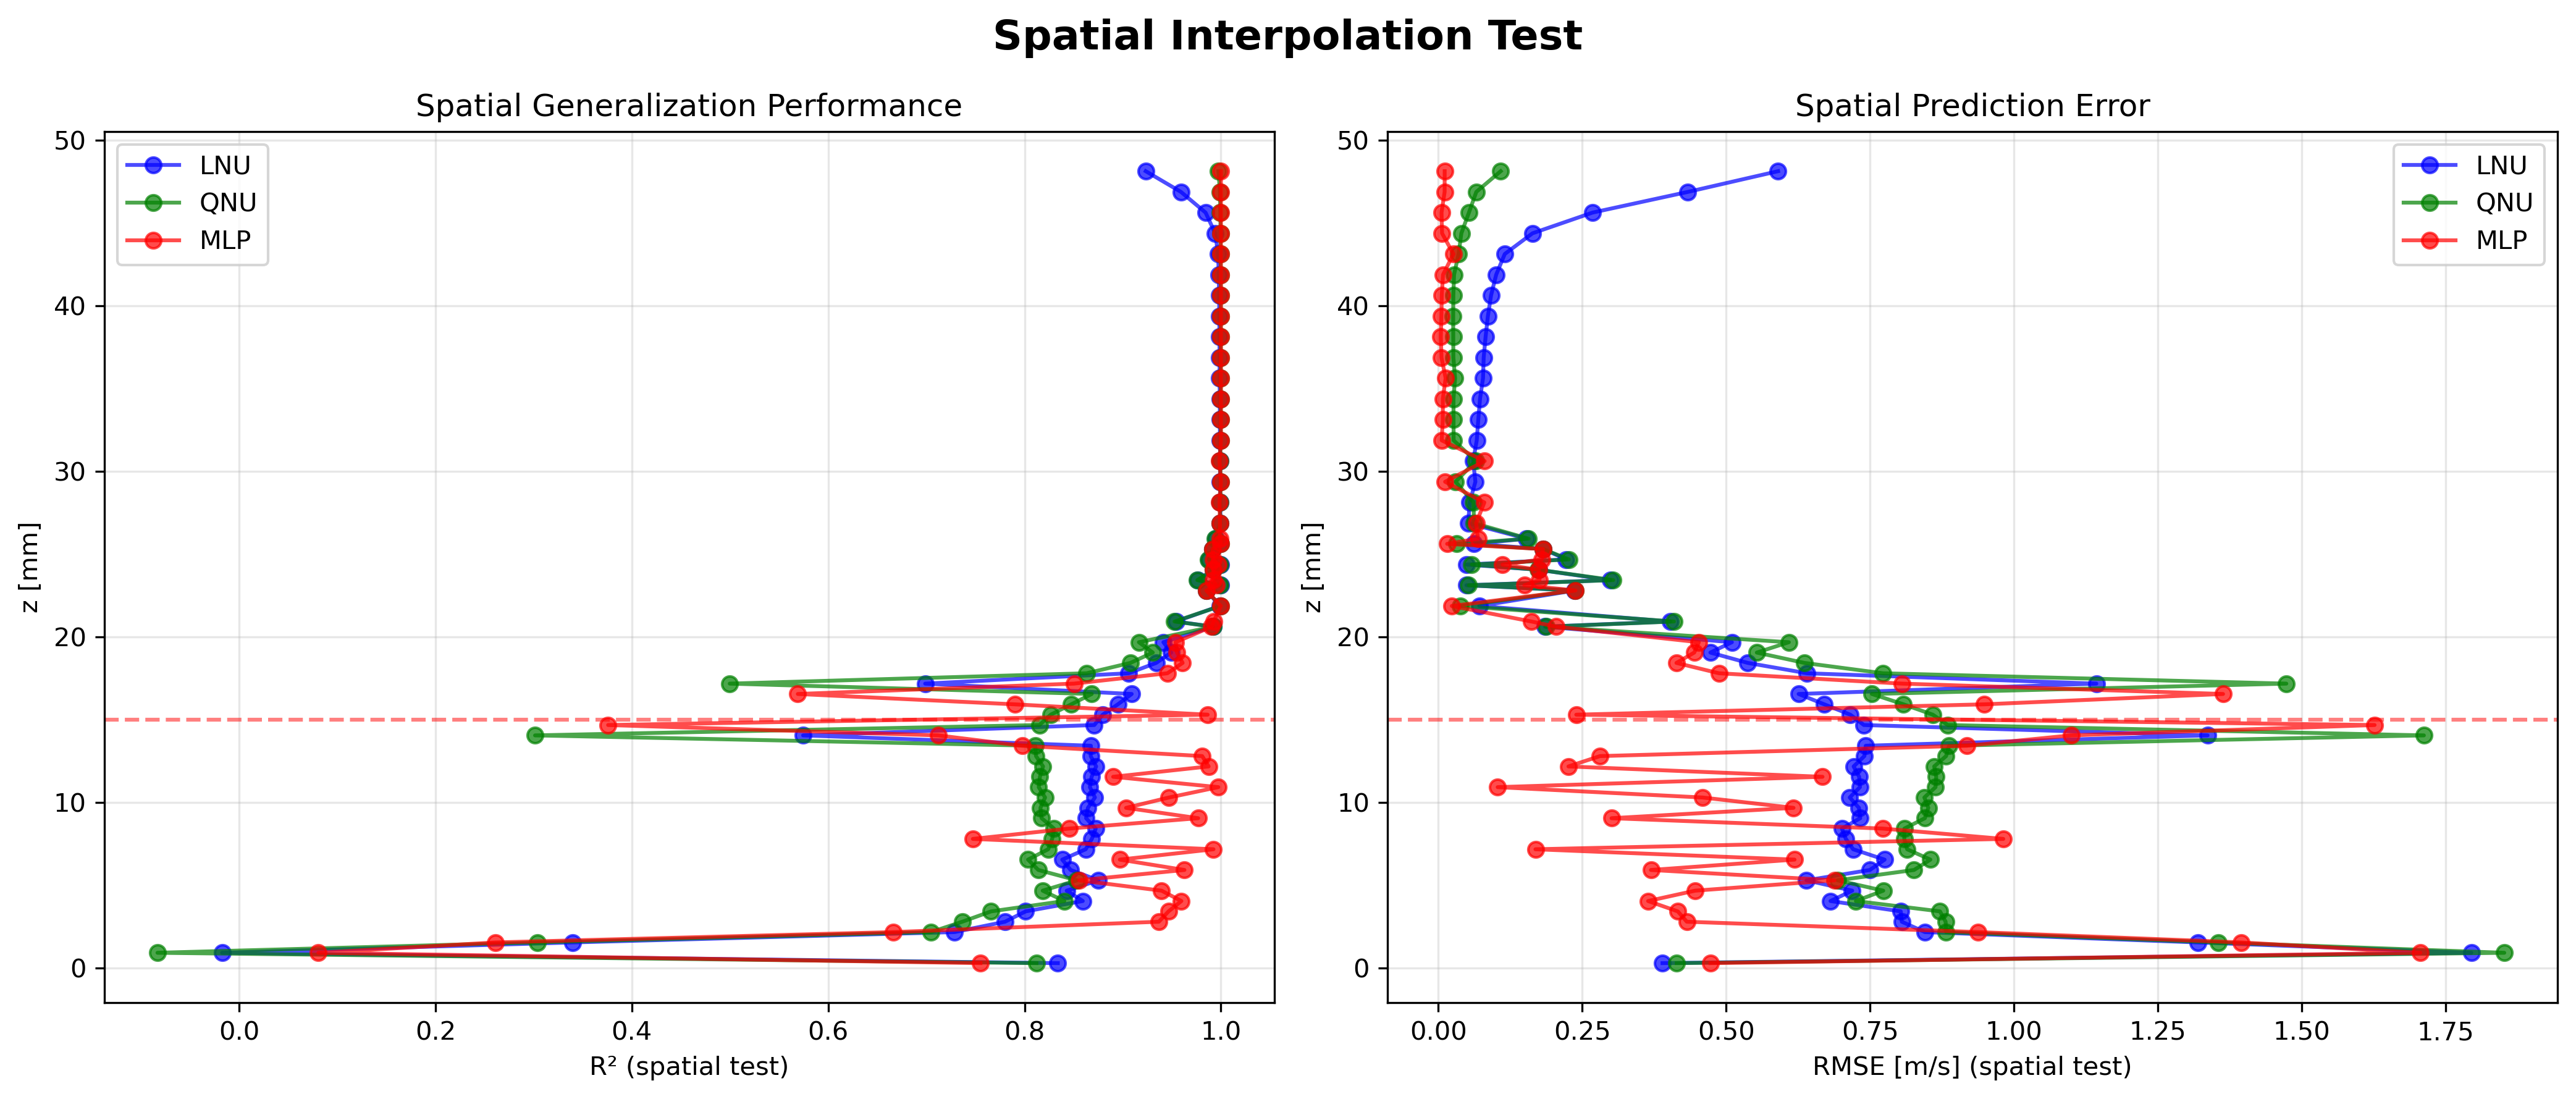 Spatial Interpolation Test
Spatial Generalization Performance
50
40
30
20
10
0
z [mm]
LNU
QNU
MLP
0.0
0.2
0.4
0.6
0.8
1.0
R² (spatial test)
Spatial Prediction Error
50
40
30
20
10
0
z [mm]
LNU
QNU
MLP
0.00
0.25
0.50
0.75
1.00
1.25
1.50
1.75
RMSE [m/s] (spatial test)